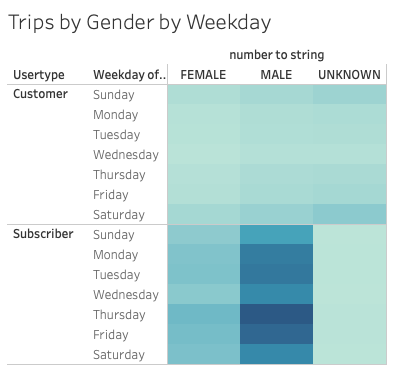 Trips by Gender by Weekday
number to string
Usertype Weekday of.. FEMALE MALE UNKNOWN
Customer Sunday
Monday
Tuesday
Wednesday
Thursday
Friday
Saturday
Subscriber Sunday
Monday
Tuesday
Wednesday
Thursday
Friday
Saturday